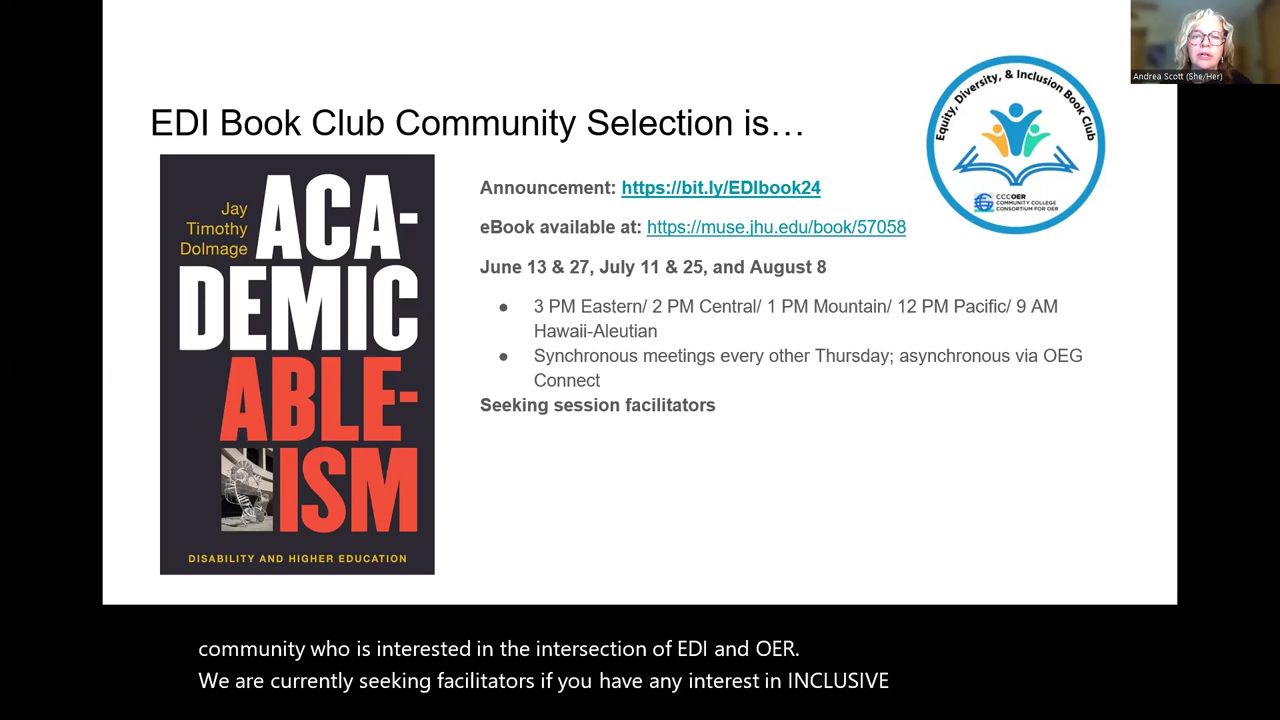 Andrea Scott (She/Her)
EDI Book Club Community Selection is…
Equity, Diversity, & Inclusion Book Club
CCCOER
COMMUNITY COLLEGE
CONSORTIUM FOR OER
Jay
Timothy
Dolmage
ACA-
DEMIC
ABLE-
ISM
DISABILITY AND HIGHER EDUCATION
Announcement: https://bit.ly/EDIbook24
eBook available at: https://muse.jhu.edu/book/57058
June 13 & 27, July 11 & 25, and August 8
● 3 PM Eastern/ 2 PM Central/ 1 PM Mountain/ 12 PM Pacific/ 9 AM
Hawaii-Aleutian
● Synchronous meetings every other Thursday; asynchronous via OEG
Connect
Seeking session facilitators
community who is interested in the intersection of EDI and OER.
We are currently seeking facilitators if you have any interest in INCLUSIVE